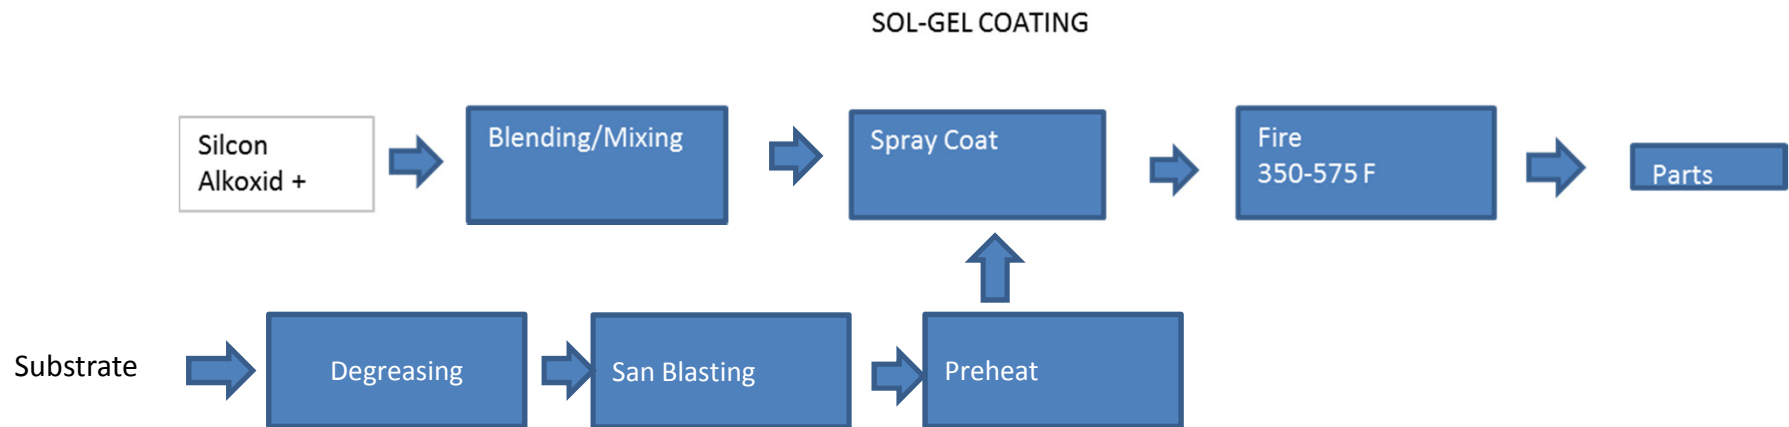 SOL-GEL COATING
Silcon
Alkoxid +
Blending/Mixing
Spray Coat
Fire
350-575 F
Parts
Substrate
Degreasing
San Blasting
Preheat